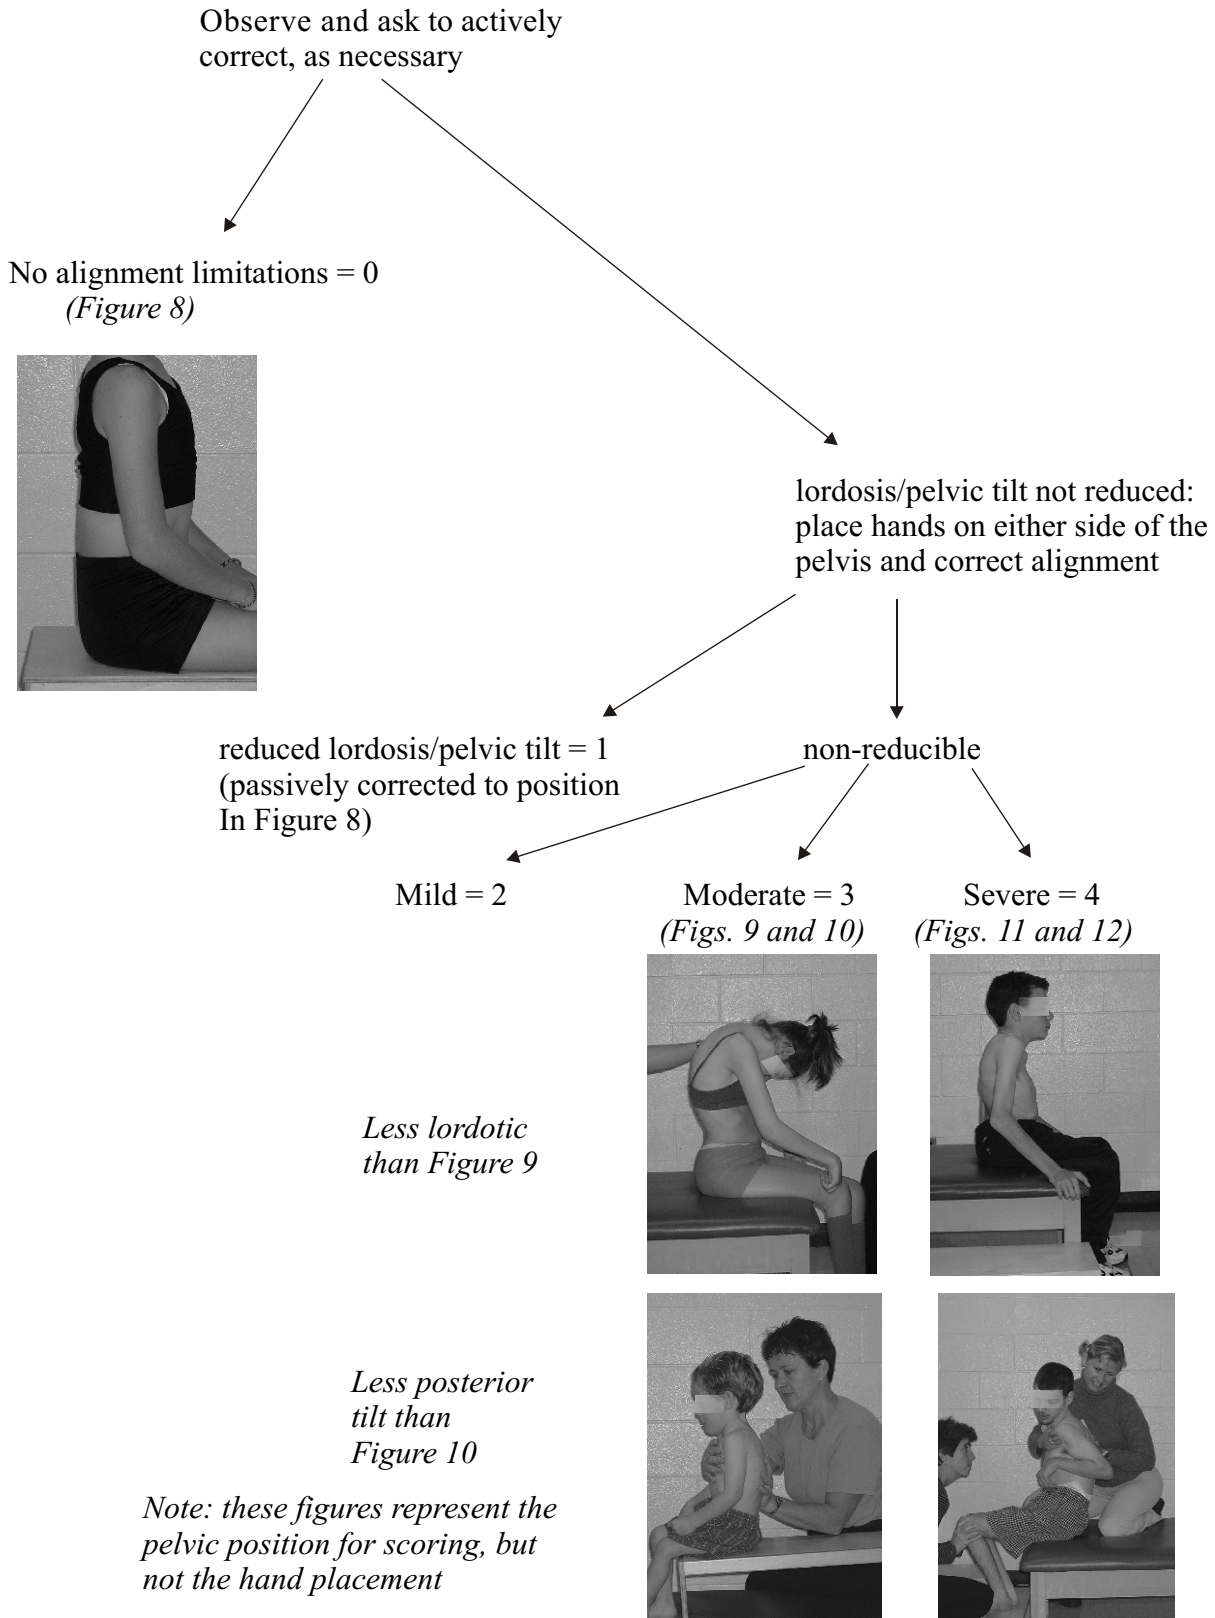 Observe and ask to actively
correct, as necessary
No alignment limitations = 0
(Figure 8)
lordosis/pelvic tilt not reduced:
place hands on either side of the
pelvis and correct alignment
reduced lordosis/pelvic tilt = 1
(passively corrected to position
In Figure 8)
non-reducible
Mild = 2
Moderate = 3
(Figs. 9 and 10)
Severe = 4
(Figs. 11 and 12)
Less lordotic
than Figure 9
Less posterior
tilt than
Figure 10
Note: these figures represent the
pelvic position for scoring, but
not the hand placement